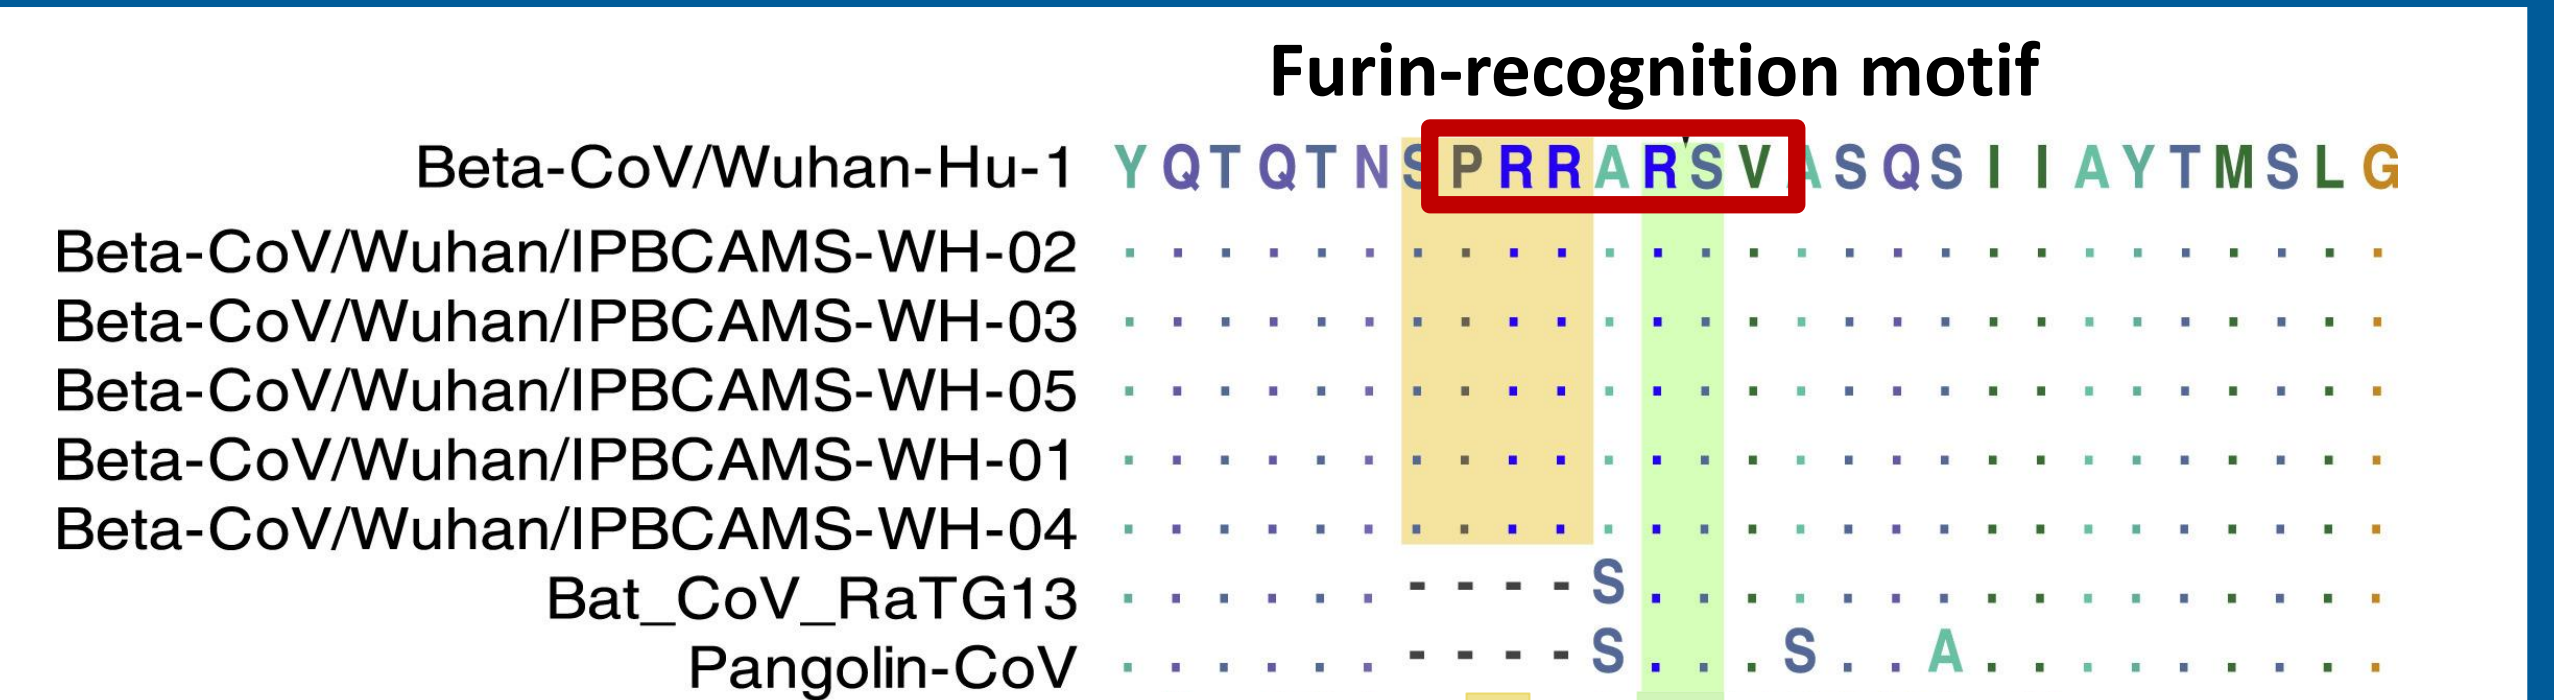 Furin-recognition motif
Beta-CoV/Wuhan-Hu-1 YQTQTNSPRRARSVASQSIIAYTMSLG
Beta-CoV/Wuhan/IPBCAMS-WH-02 ...........................
Beta-CoV/Wuhan/IPBCAMS-WH-03 ...........................
Beta-CoV/Wuhan/IPBCAMS-WH-05 ...........................
Beta-CoV/Wuhan/IPBCAMS-WH-01 ...........................
Beta-CoV/Wuhan/IPBCAMS-WH-04 ...........................
Bat_CoV_RaTG13 ......----S................
Pangolin-CoV ......----S...S..A.........